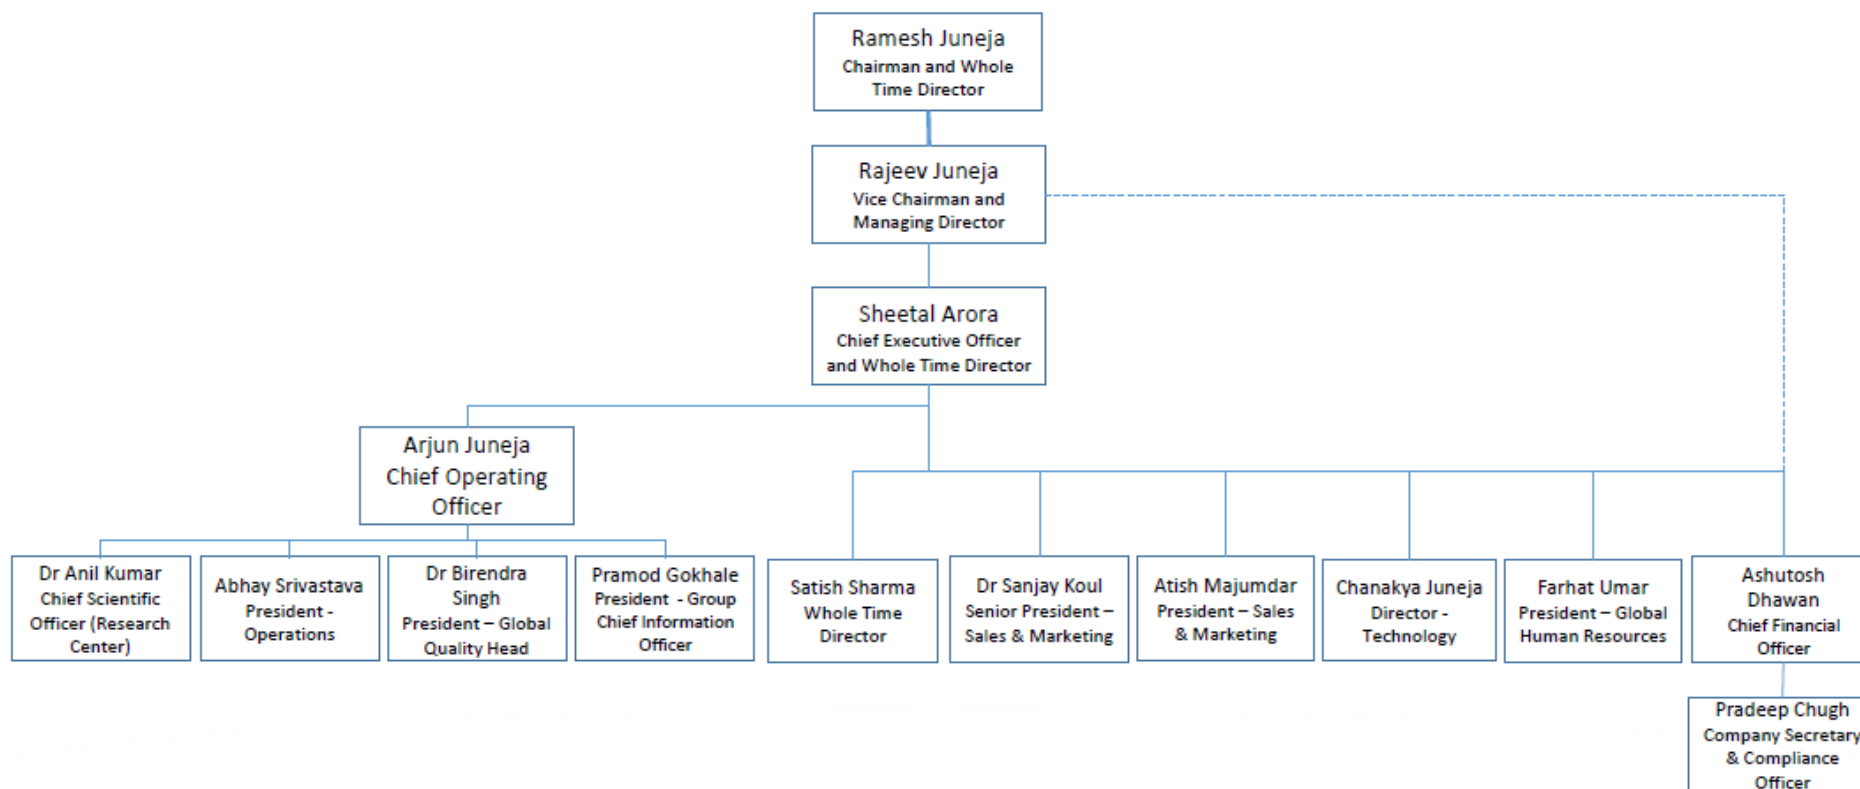 Ramesh Juneja
Chairman and Whole
Time Director
Rajeev Juneja
Vice Chairman and
Managing Director
Sheetal Arora
Chief Executive Officer
and Whole Time Director
Arjun Juneja
Chief Operating
Officer
Dr Anil Kumar
Chief Scientific
Officer (Research
Center)
Abhay Srivastava
President -
Operations
Dr Birendra
Singh
President – Global
Quality Head
Pramod Gokhale
President - Group
Chief Information
Officer
Satish Sharma
Whole Time
Director
Dr Sanjay Koul
Senior President –
Sales & Marketing
Atish Majumdar
President – Sales
& Marketing
Chanakya Juneja
Director -
Technology
Farhat Umar
President – Global
Human Resources
Ashutosh
Dhawan
Chief Financial
Officer
Pradeep Chugh
Company Secretary
& Compliance
Officer